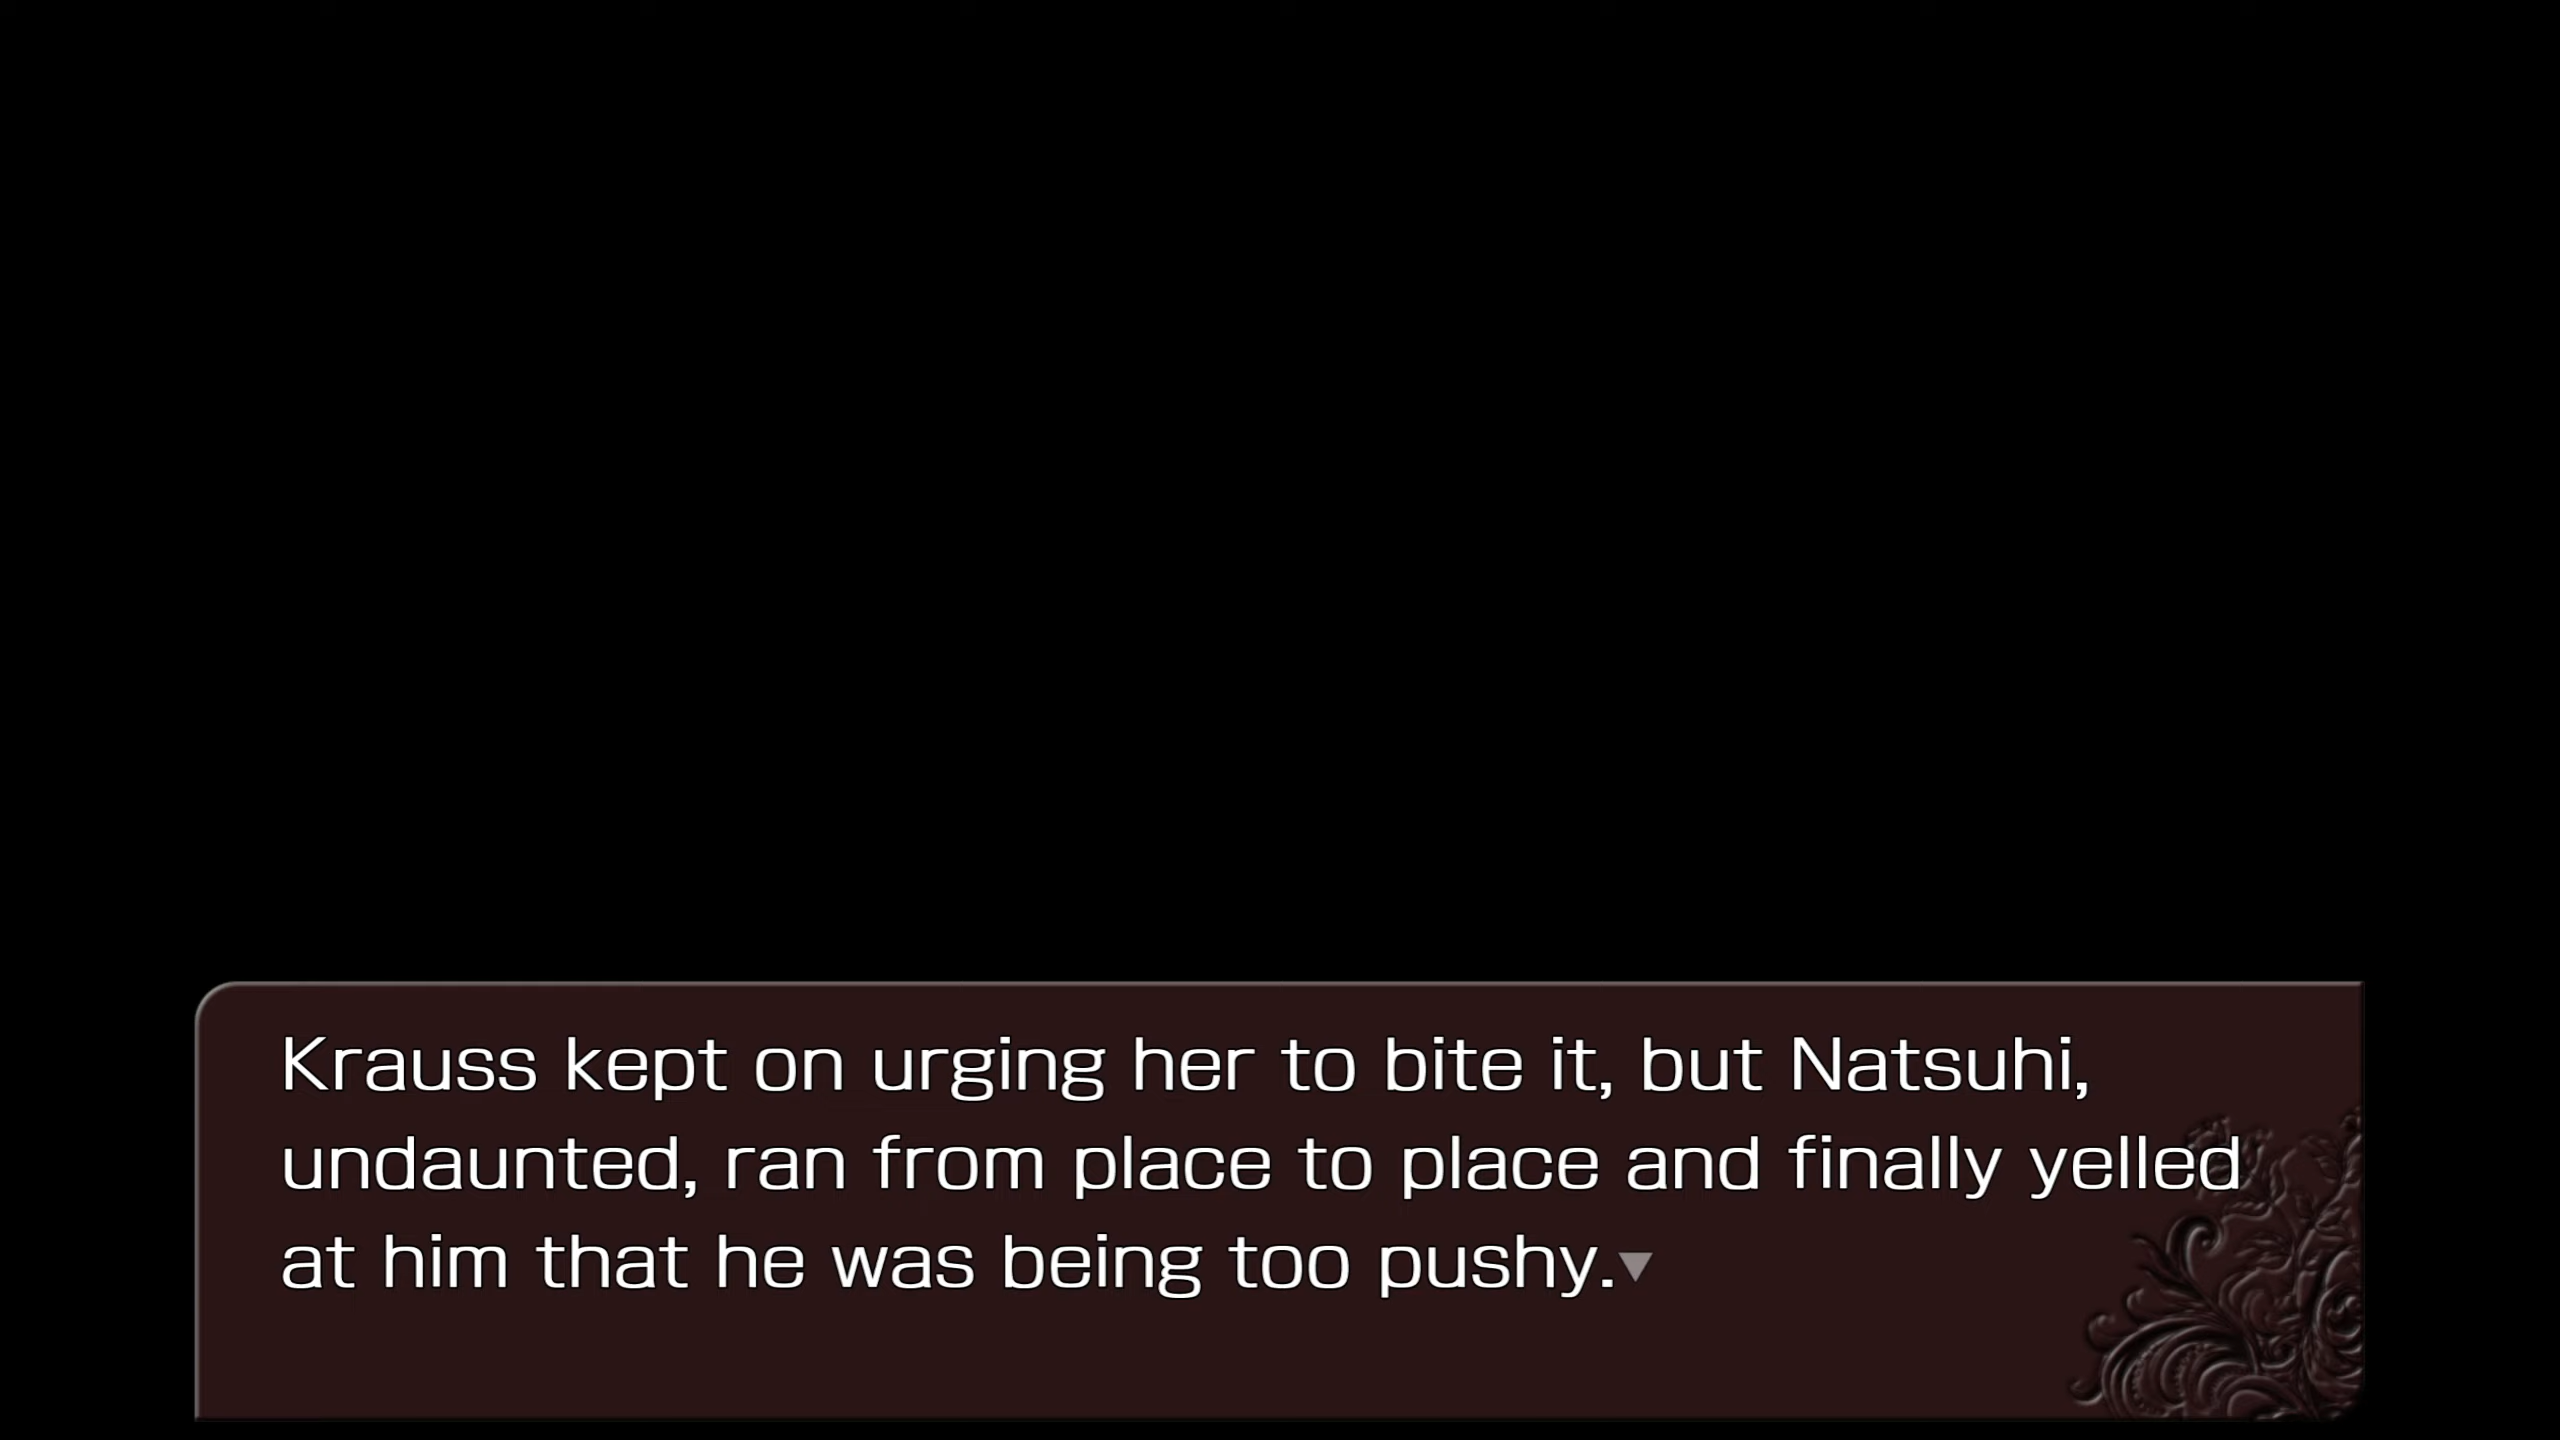 Krauss kept on urging her to bite it, but Natsuhi,
undaunted, ran from place to place and finally yelled
at him that he was being too pushy.